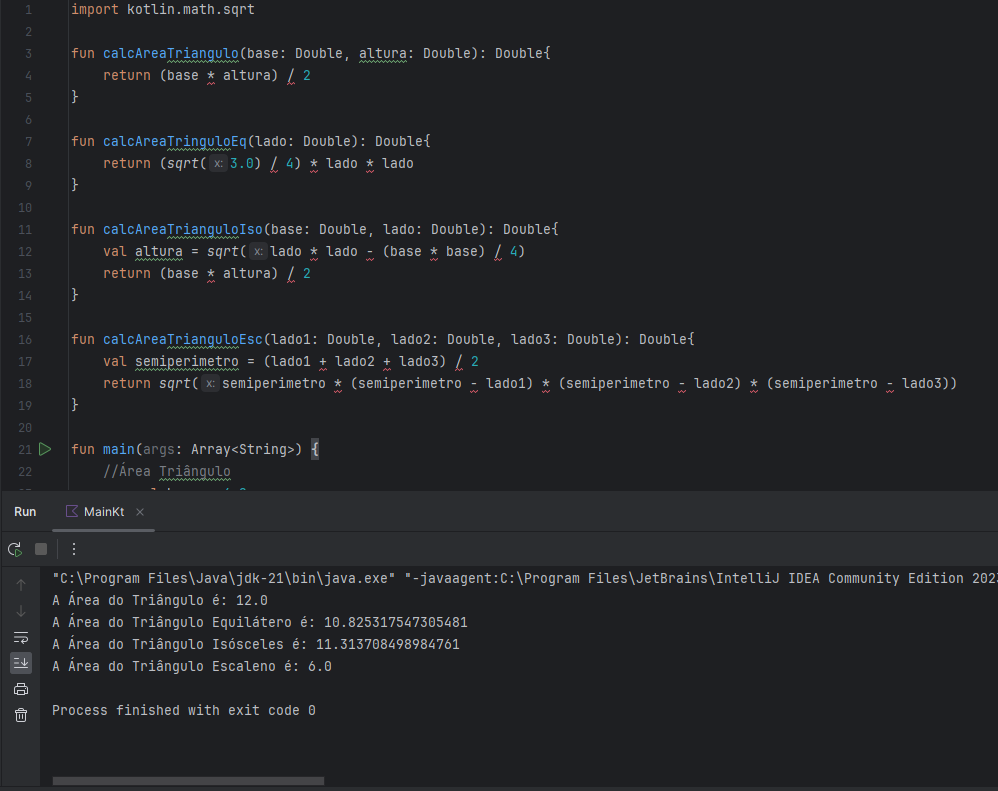 1 import kotlin.math.sqrt
2
3 fun calcAreaTriangulo(base: Double, altura: Double): Double{
4 return (base * altura) / 2
5 }
6
7 fun calcAreaTringuloEq(lado: Double): Double{
8 return (sqrt( x: 3.0) / 4) * lado * lado
9 }
10
11 fun calcAreaTrianguloIso(base: Double, lado: Double): Double{
12 val altura = sqrt( x: lado * lado - (base * base) / 4)
13 return (base * altura) / 2
14 }
15
16 fun calcAreaTrianguloEsc(lado1: Double, lado2: Double, lado3: Double): Double{
17 val semiperimetro = (lado1 + lado2 + lado3) / 2
18 return sqrt( x: semiperimetro * (semiperimetro - lado1) * (semiperimetro - lado2) * (semiperimetro - lado3))
19 }
20
21 fun main(args: Array<String>) {
22 //Área Triângulo
Run MainKt ×
"C:\Program Files\Java\jdk-21\bin\java.exe" "-javaagent:C:\Program Files\JetBrains\IntelliJ IDEA Community Edition 2023
A Área do Triângulo é: 12.0
A Área do Triângulo Equilátero é: 10.825317547305481
A Área do Triângulo Isósceles é: 11.313708498984761
A Área do Triângulo Escaleno é: 6.0
Process finished with exit code 0